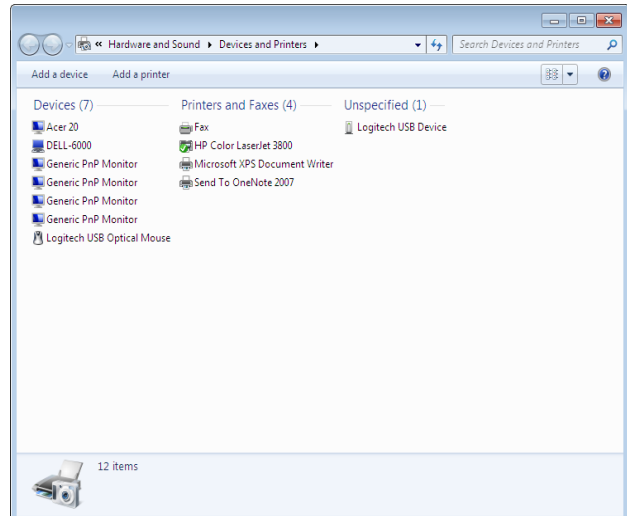 « Hardware and Sound Devices and Printers Search Devices and Printers
Add a device Add a printer
Devices (7)
Acer 20
DELL-6000
Generic PnP Monitor
Generic PnP Monitor
Generic PnP Monitor
Generic PnP Monitor
Logitech USB Optical Mouse
Printers and Faxes (4)
Fax
HP Color LaserJet 3800
Microsoft XPS Document Writer
Send To OneNote 2007
Unspecified (1)
Logitech USB Device
12 items